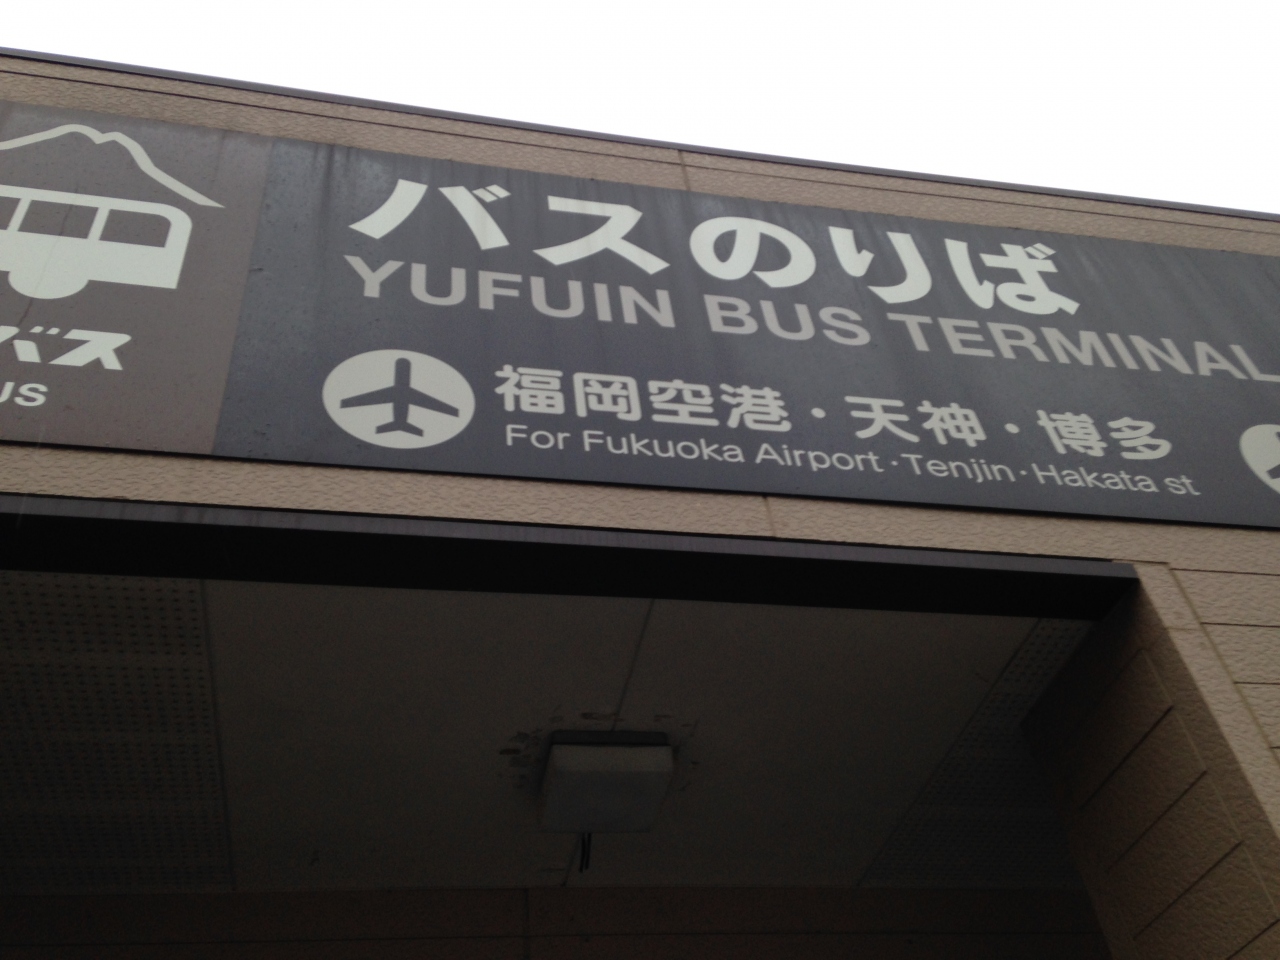 バスのりば
YUFUIN BUS TERMINAL
福岡空港・天神・博多
For Fukuoka Airport・Tenjin・Hakata st
バス
US